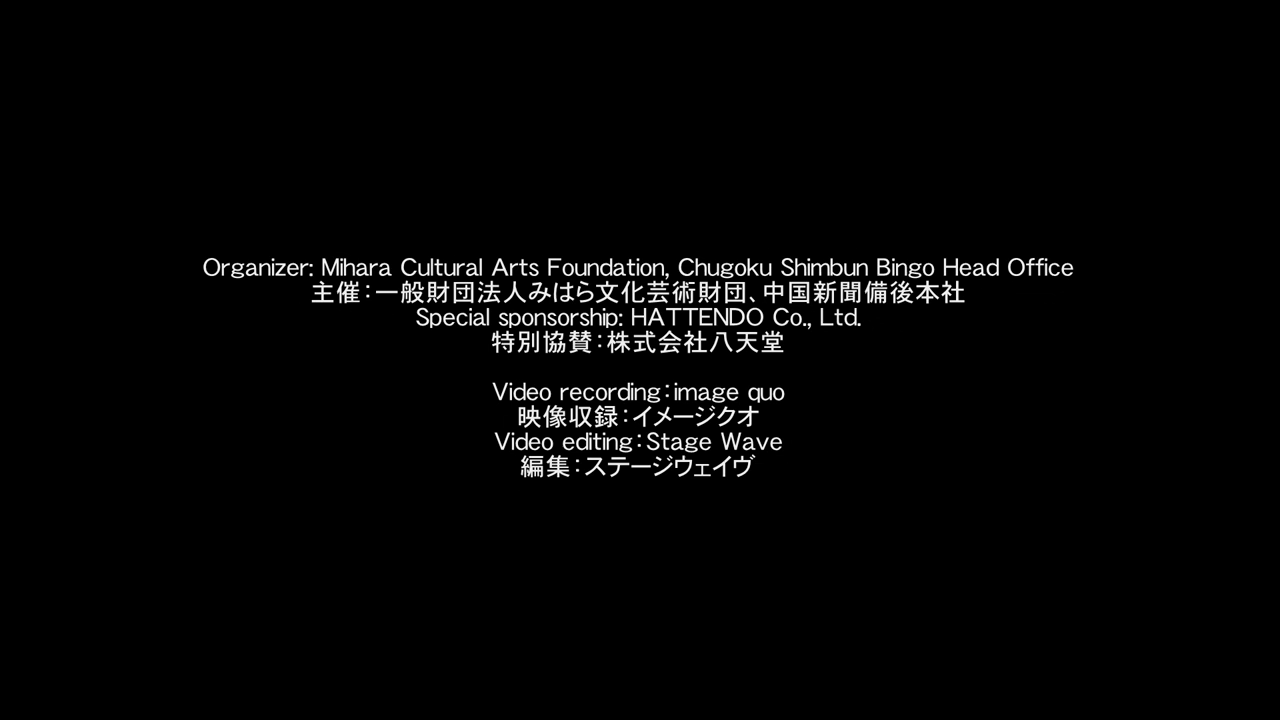 Organizer: Mihara Cultural Arts Foundation, Chugoku Shimbun Bingo Head Office
主催：一般財団法人みはら文化芸術財団、中国新聞備後本社
Special sponsorship: HATTENDO Co., Ltd.
特別協賛：株式会社八天堂
Video recording：image quo
映像収録：イメージクオ
Video editing：Stage Wave
編集：ステージウェイヴ